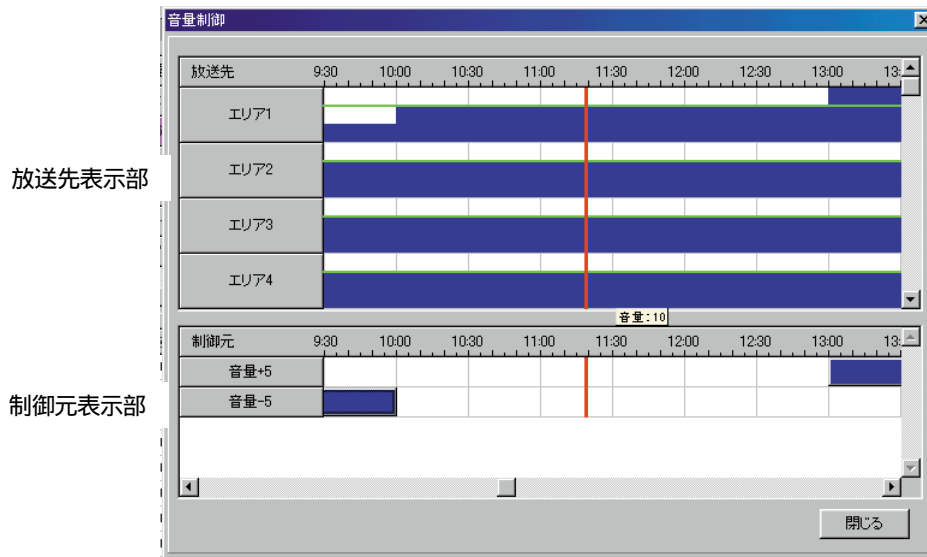 音量制御
放送先 9:30 10:00 10:30 11:00 11:30 12:00 12:30 13:00 13:
エリア1
エリア2
放送先表示部
エリア3
エリア4
音量:10
制御元 9:30 10:00 10:30 11:00 11:30 12:00 12:30 13:00 13:
音量+5
音量-5
制御元表示部
閉じる